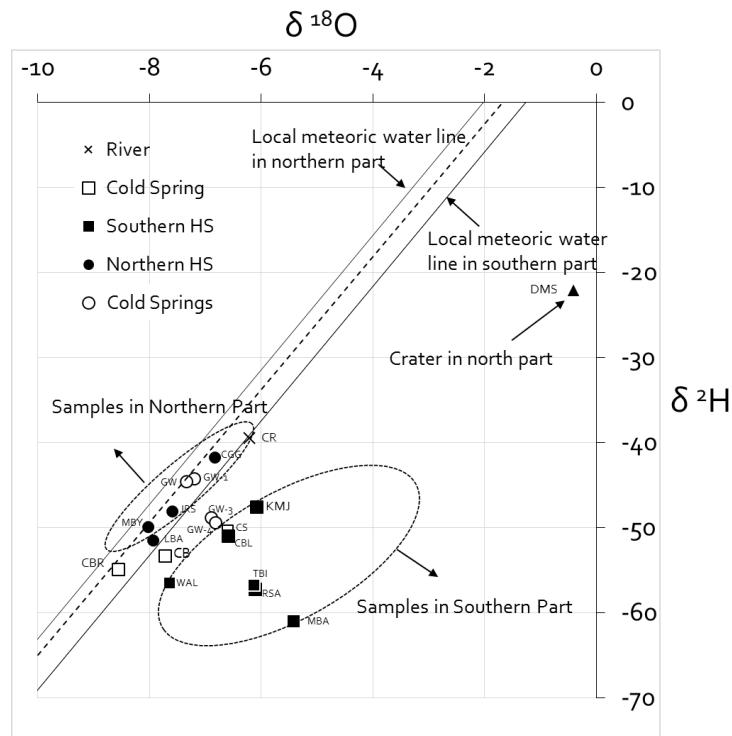 δ ¹⁸O
-10 -8 -6 -4 -2 0
0
Local meteoric water line
in northern part
× River
Cold Spring
-10
Southern HS
Local meteoric water
line in southern part
Northern HS
-20
DMS
Cold Springs
-30
Crater in north part
δ ²H
Samples in Northern Part
-40
CR
CGG
GW
GW-1
IRS
GW-3
KMJ
MBY
-50
GW-4
CS
LBA
CBL
CB
CBR
WAL
TBI
RSA
Samples in Southern Part
-60
MBA
-70